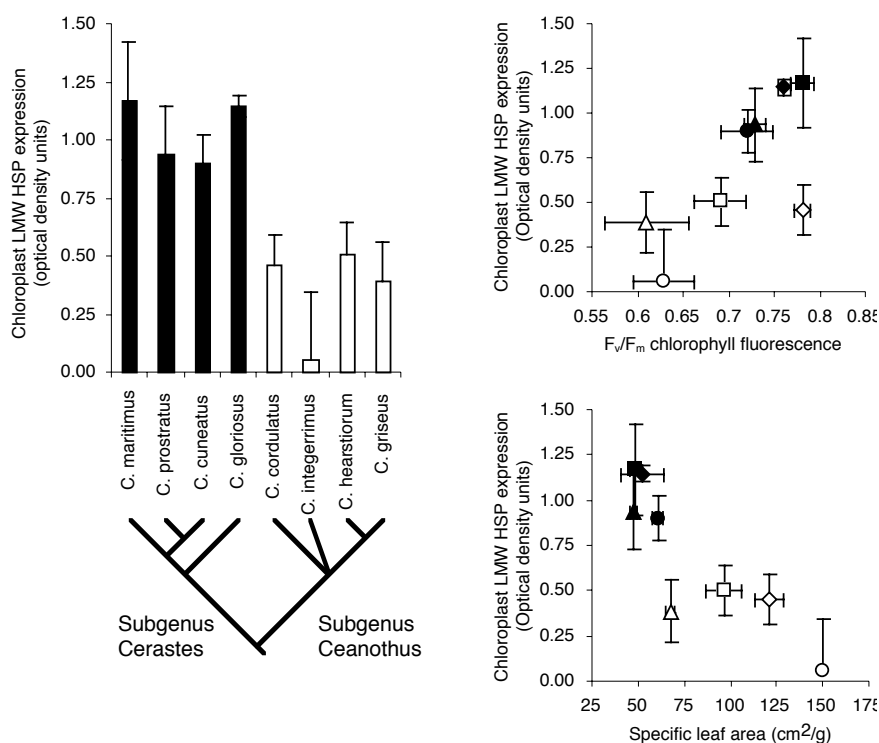 Chloroplast LMW HSP expression
(optical density units)
1.50
1.25
1.00
0.75
0.50
0.25
0.00
C. maritimus
C. prostratus
C. cuneatus
C. gloriosus
C. cordulatus
C. integerrimus
C. hearstiorum
C. griseus
Subgenus
Cerastes
Subgenus
Ceanothus
Chloroplast LMW HSP expression
(Optical density units)
1.50
1.25
1.00
0.75
0.50
0.25
0.00
0.55 0.6 0.65 0.7 0.75 0.8 0.85
Fv/Fm chlorophyll fluorescence
Chloroplast LMW HSP expression
(Optical density units)
1.50
1.25
1.00
0.75
0.50
0.25
0.00
25 50 75 100 125 150 175
Specific leaf area (cm²/g)